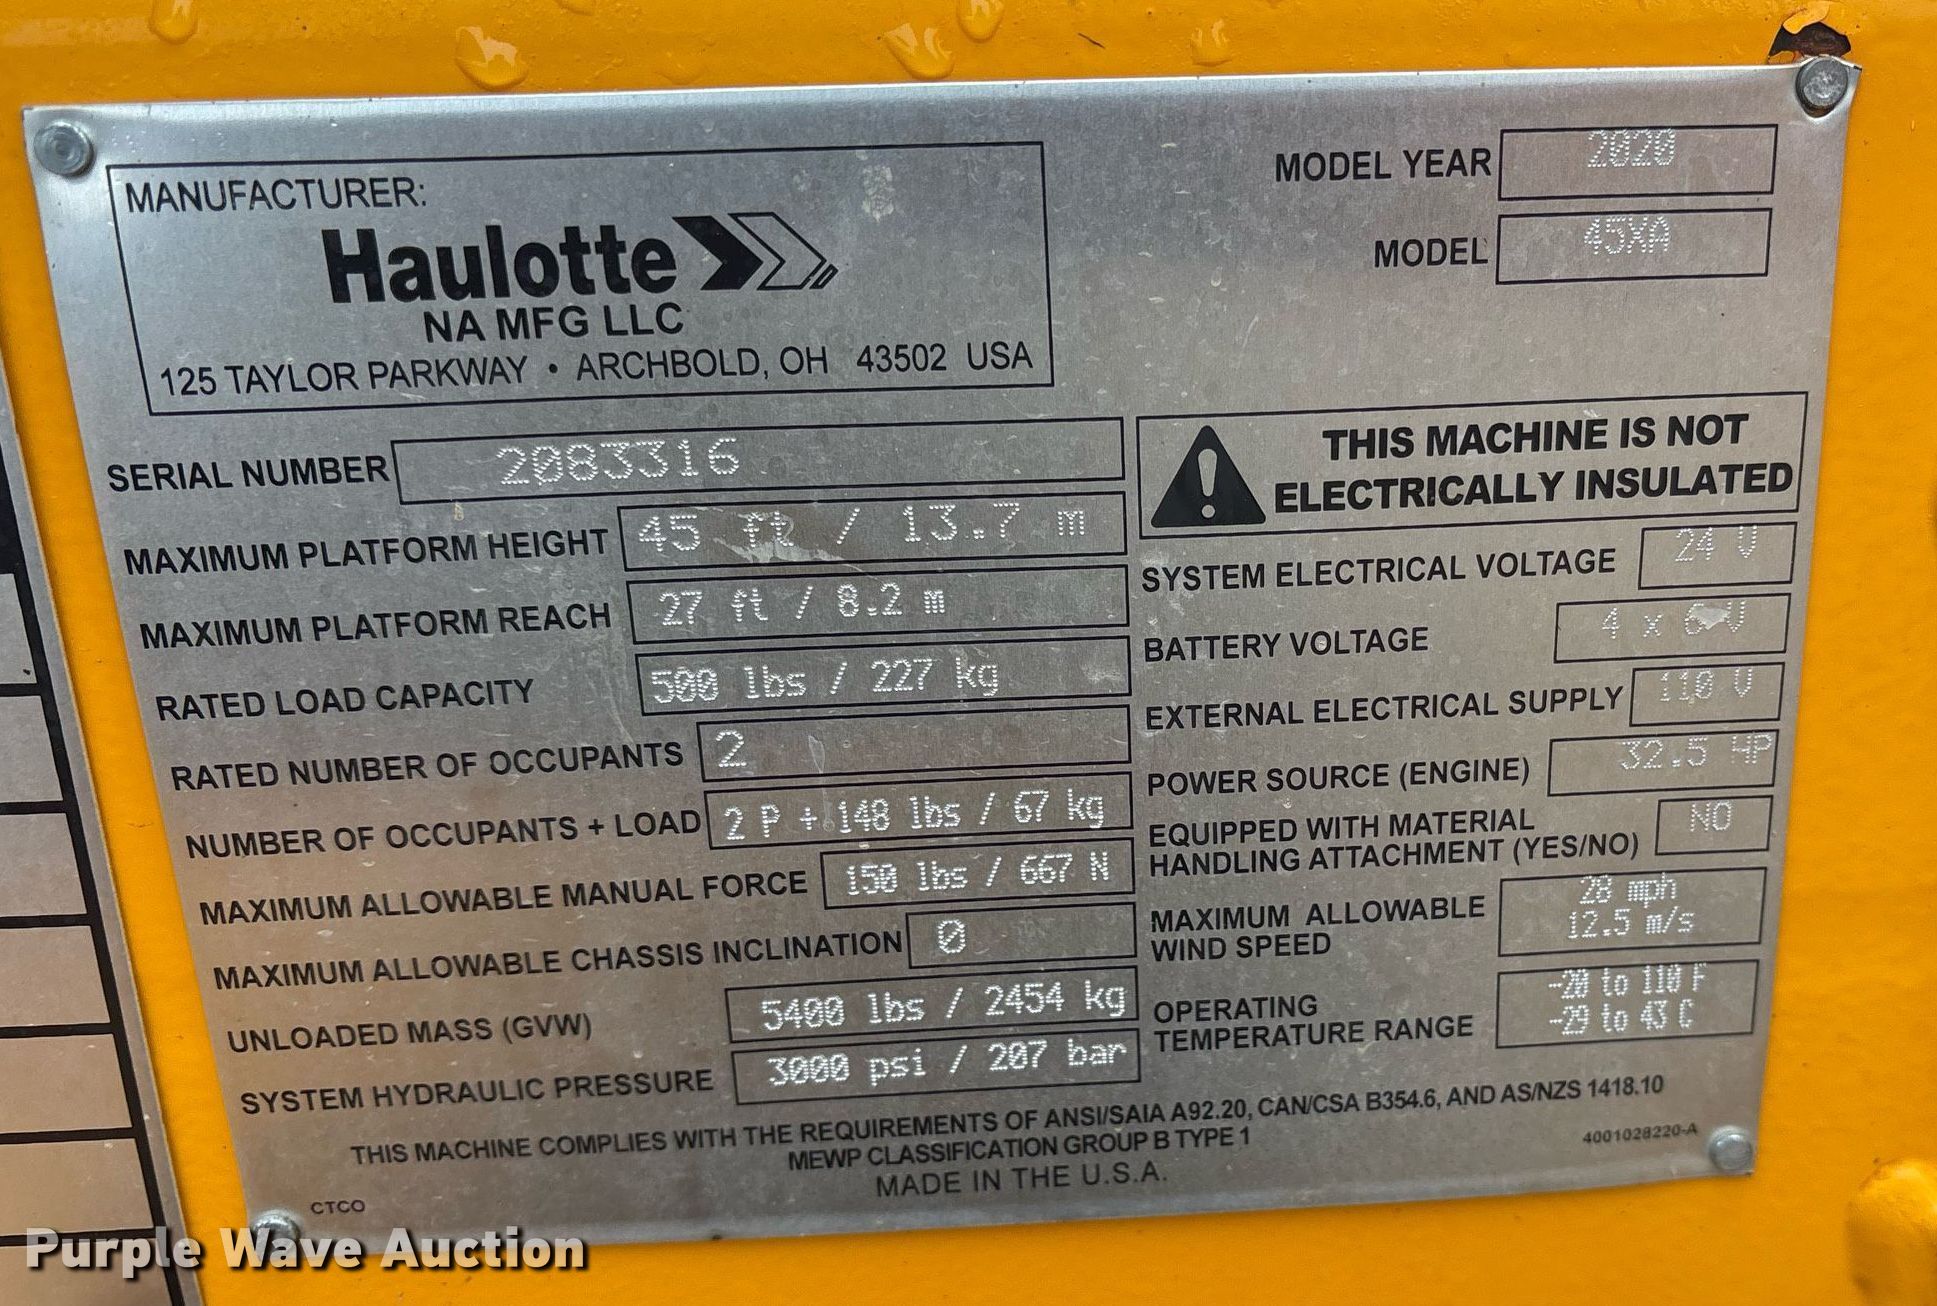 MANUFACTURER:
Haulotte
NA MFG LLC
125 TAYLOR PARKWAY • ARCHBOLD, OH 43502 USA
MODEL YEAR 2020
MODEL 45XA
SERIAL NUMBER 2083316
MAXIMUM PLATFORM HEIGHT 45 ft / 13.7 m
MAXIMUM PLATFORM REACH 27 ft / 8.2 m
RATED LOAD CAPACITY 500 lbs / 227 kg
RATED NUMBER OF OCCUPANTS 2
NUMBER OF OCCUPANTS + LOAD 2 P + 148 lbs / 67 kg
MAXIMUM ALLOWABLE MANUAL FORCE 150 lbs / 667 N
MAXIMUM ALLOWABLE CHASSIS INCLINATION 0
UNLOADED MASS (GVW) 5400 lbs / 2454 kg
SYSTEM HYDRAULIC PRESSURE 3000 psi / 207 bar
THIS MACHINE IS NOT
ELECTRICALLY INSULATED
SYSTEM ELECTRICAL VOLTAGE 24 V
BATTERY VOLTAGE 4 x 6 V
EXTERNAL ELECTRICAL SUPPLY 110 V
POWER SOURCE (ENGINE) 32.5 HP
EQUIPPED WITH MATERIAL
HANDLING ATTACHMENT (YES/NO) NO
MAXIMUM ALLOWABLE
WIND SPEED
28 mph
12.5 m/s
OPERATING
TEMPERATURE RANGE
-20 to 110 F
-29 to 43 C
THIS MACHINE COMPLIES WITH THE REQUIREMENTS OF ANSI/SAIA A92.20, CAN/CSA B354.6, AND AS/NZS 1418.10
MEWP CLASSIFICATION GROUP B TYPE 1
MADE IN THE U.S.A.
4001028220-A
CTCO
Purple Wave Auction